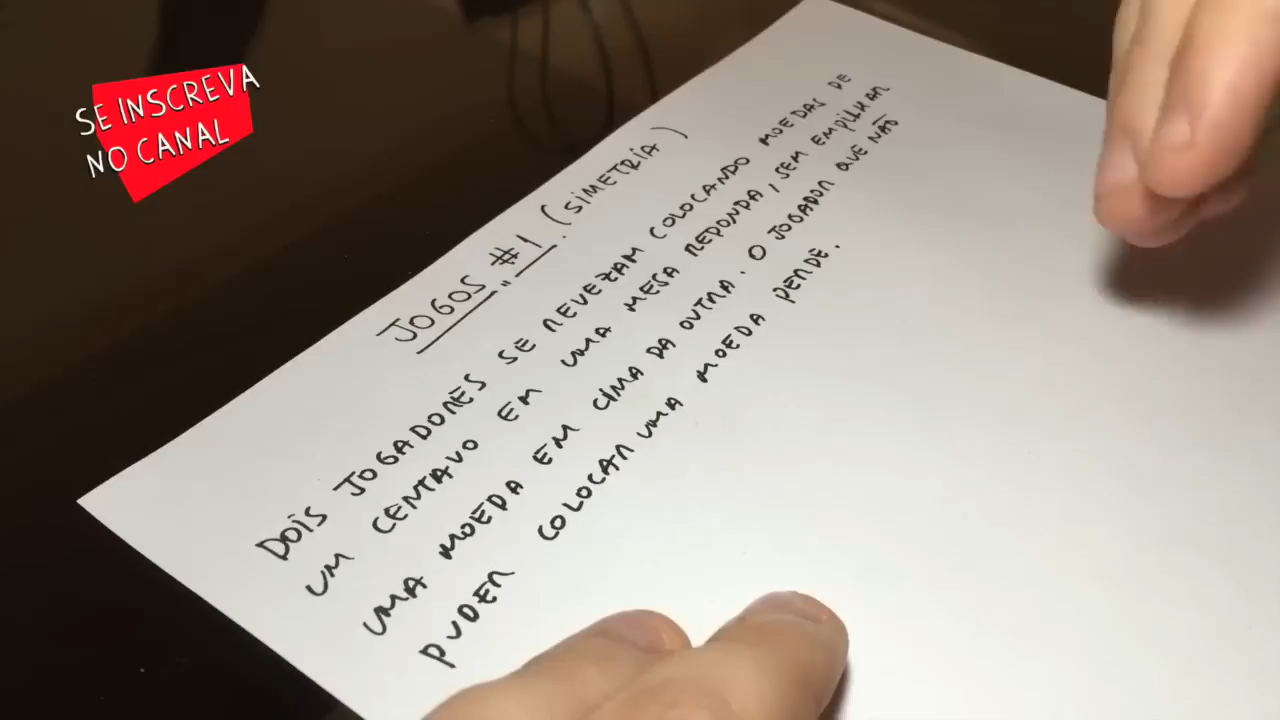 SE INSCREVA
NO CANAL
JOGOS #1. (SIMETRIA)
DOIS JOGADORES SE REVEZAM COLOCANDO MOEDAS DE
UM CENTAVO EM UMA MESA REDONDA, SEM EMPILHAR
UMA MOEDA EM CIMA DA OUTRA. O JOGADOR QUE NÃO
PUDER COLOCAR UMA MOEDA PERDE.